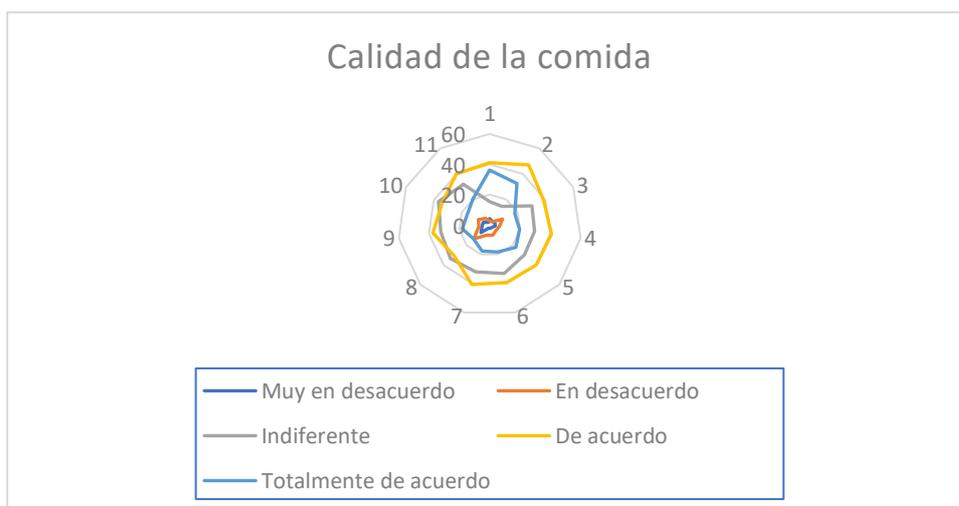 Calidad de la comida
1
2
3
4
5
6
7
8
9
10
11
60
40
20
0
Muy en desacuerdo
En desacuerdo
Indiferente
De acuerdo
Totalmente de acuerdo